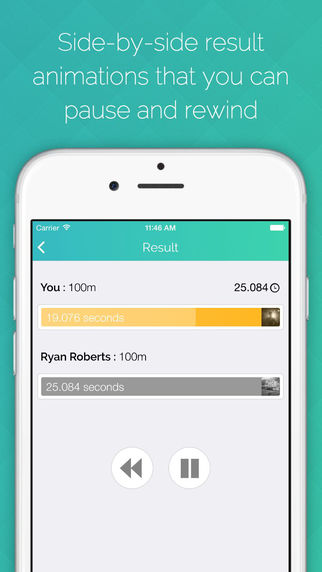 Side-by-side result
animations that you can
pause and rewind
Carrier 11:46 AM
Result
You : 100m 25.084
19.076 seconds
Ryan Roberts : 100m
25.084 seconds